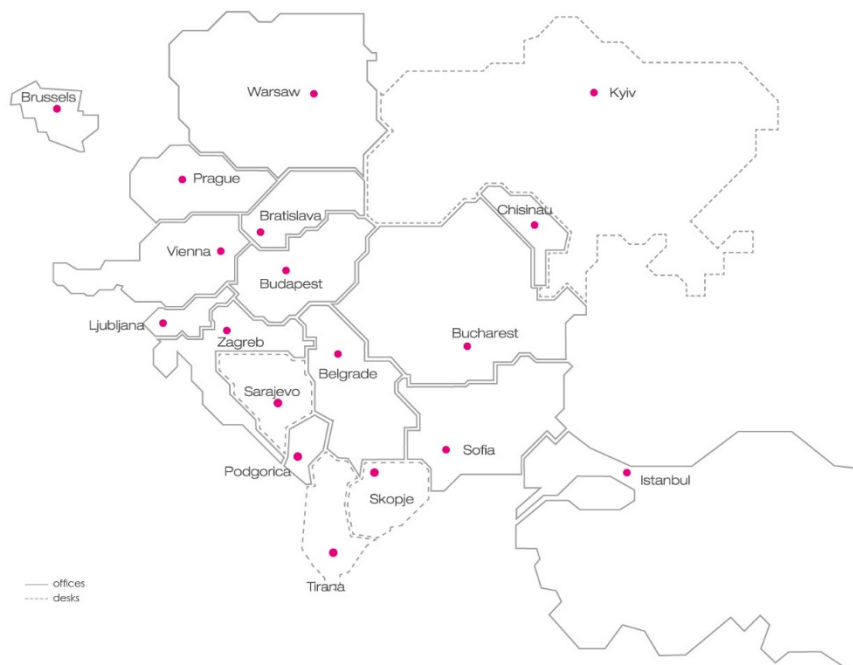 Warsaw
Kyiv
Brussels
Prague
Chisinau
Bratislava
Vienna
Budapest
Ljubljana
Zagreb
Bucharest
Belgrade
Sarajevo
Sofia
Podgorica
Istanbul
Skopje
Tirana
offices
desks